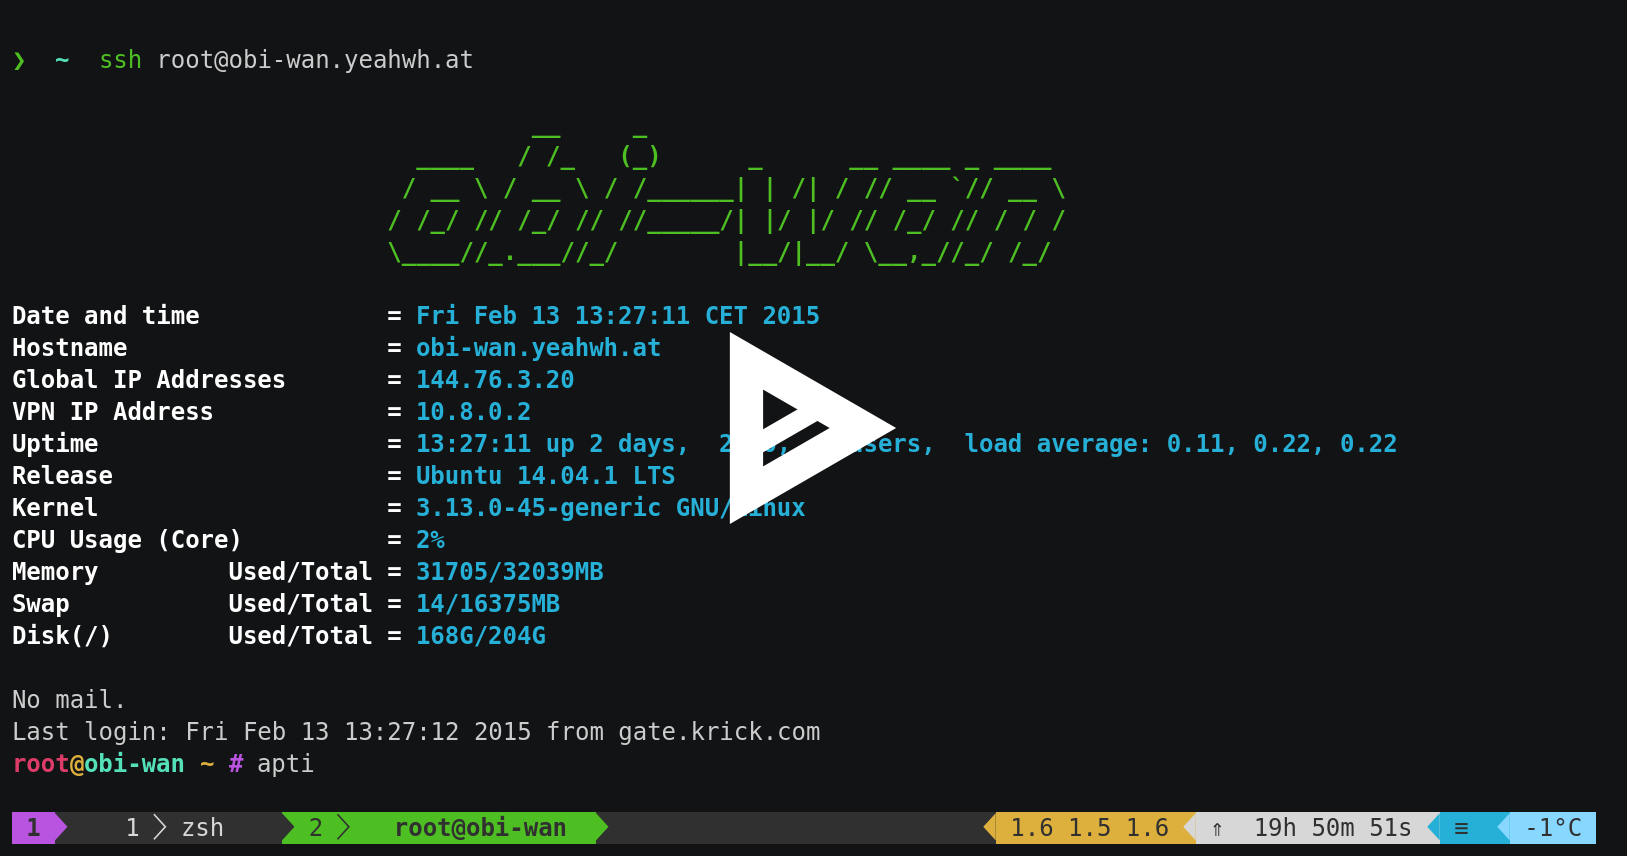 ❯  ~  ssh root@obi-wan.yeahwh.at
obi-wan
Date and time             = Fri Feb 13 13:27:11 CET 2015
Hostname                  = obi-wan.yeahwh.at
Global IP Addresses       = 144.76.3.20
VPN IP Address            = 10.8.0.2
Uptime                    = 13:27:11 up 2 days,  load average: 0.11, 0.22, 0.22
Release                   = Ubuntu 14.04.1 LTS
Kernel                    = 3.13.0-45-generic GNU/Linux
CPU Usage (Core)          = 2%
Memory         Used/Total = 31705/32039MB
Swap           Used/Total = 14/16375MB
Disk(/)        Used/Total = 168G/204G
No mail.
Last login: Fri Feb 13 13:27:12 2015 from gate.krick.com
root@obi-wan ~ # apti
1  1  zsh  2  root@obi-wan  1.6 1.5 1.6  ⇑  19h 50m 51s  ≡  -1°C